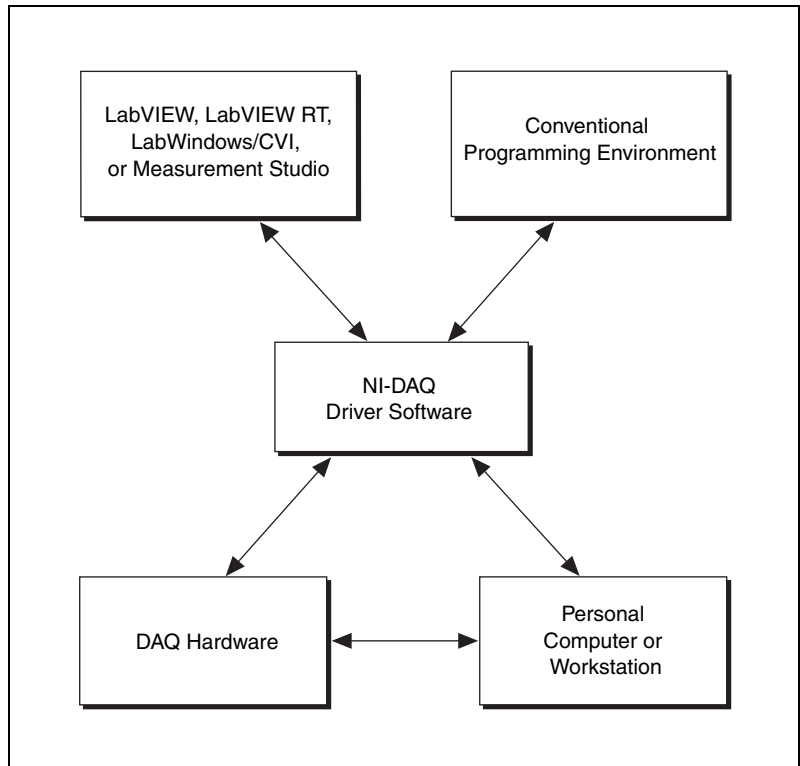 LabVIEW, LabVIEW RT,
LabWindows/CVI,
or Measurement Studio
Conventional
Programming Environment
NI-DAQ
Driver Software
DAQ Hardware
Personal
Computer or
Workstation